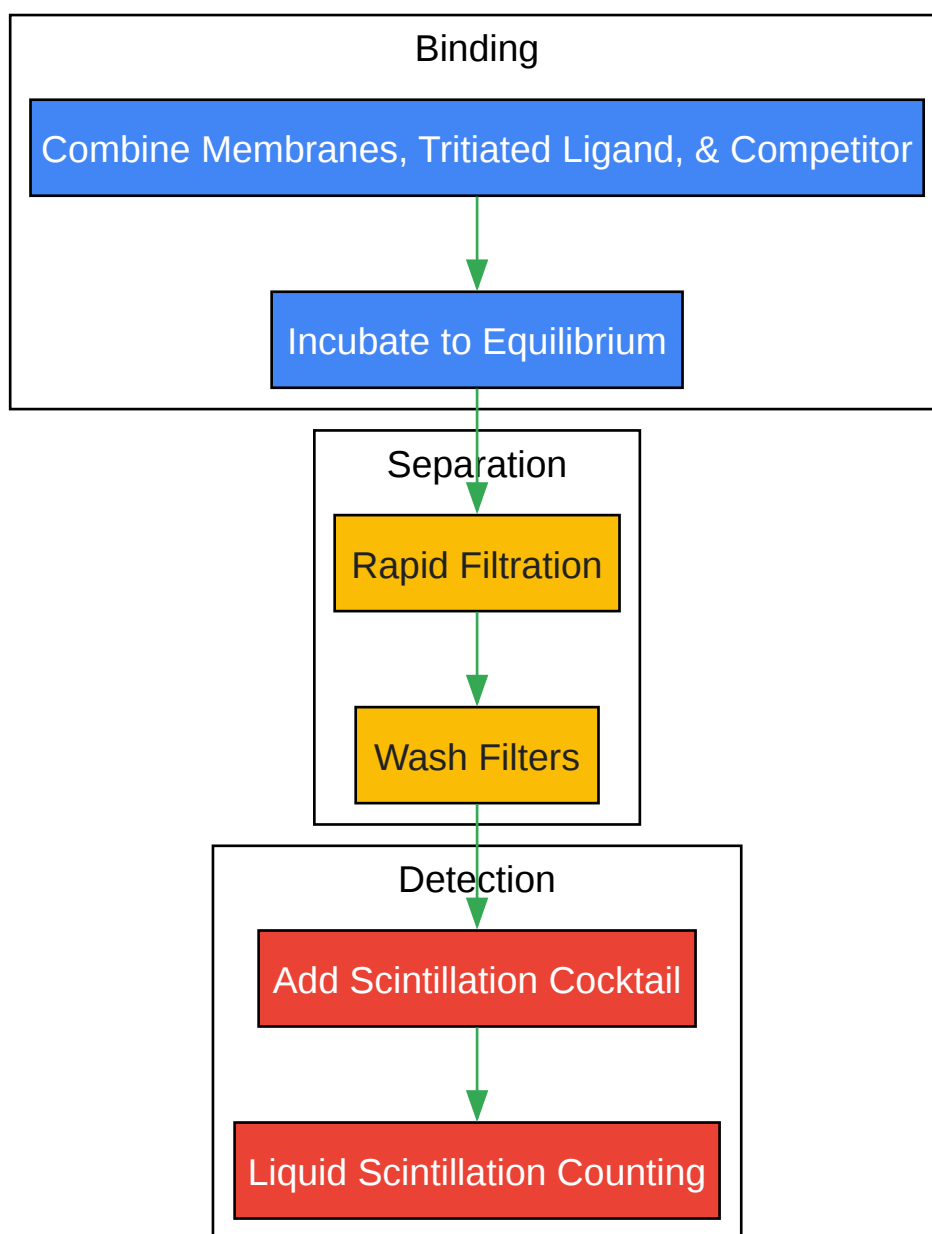 Binding
Combine Membranes, Tritiated Ligand, & Competitor
Incubate to Equilibrium
Separation
Rapid Filtration
Wash Filters
Detection
Add Scintillation Cocktail
Liquid Scintillation Counting